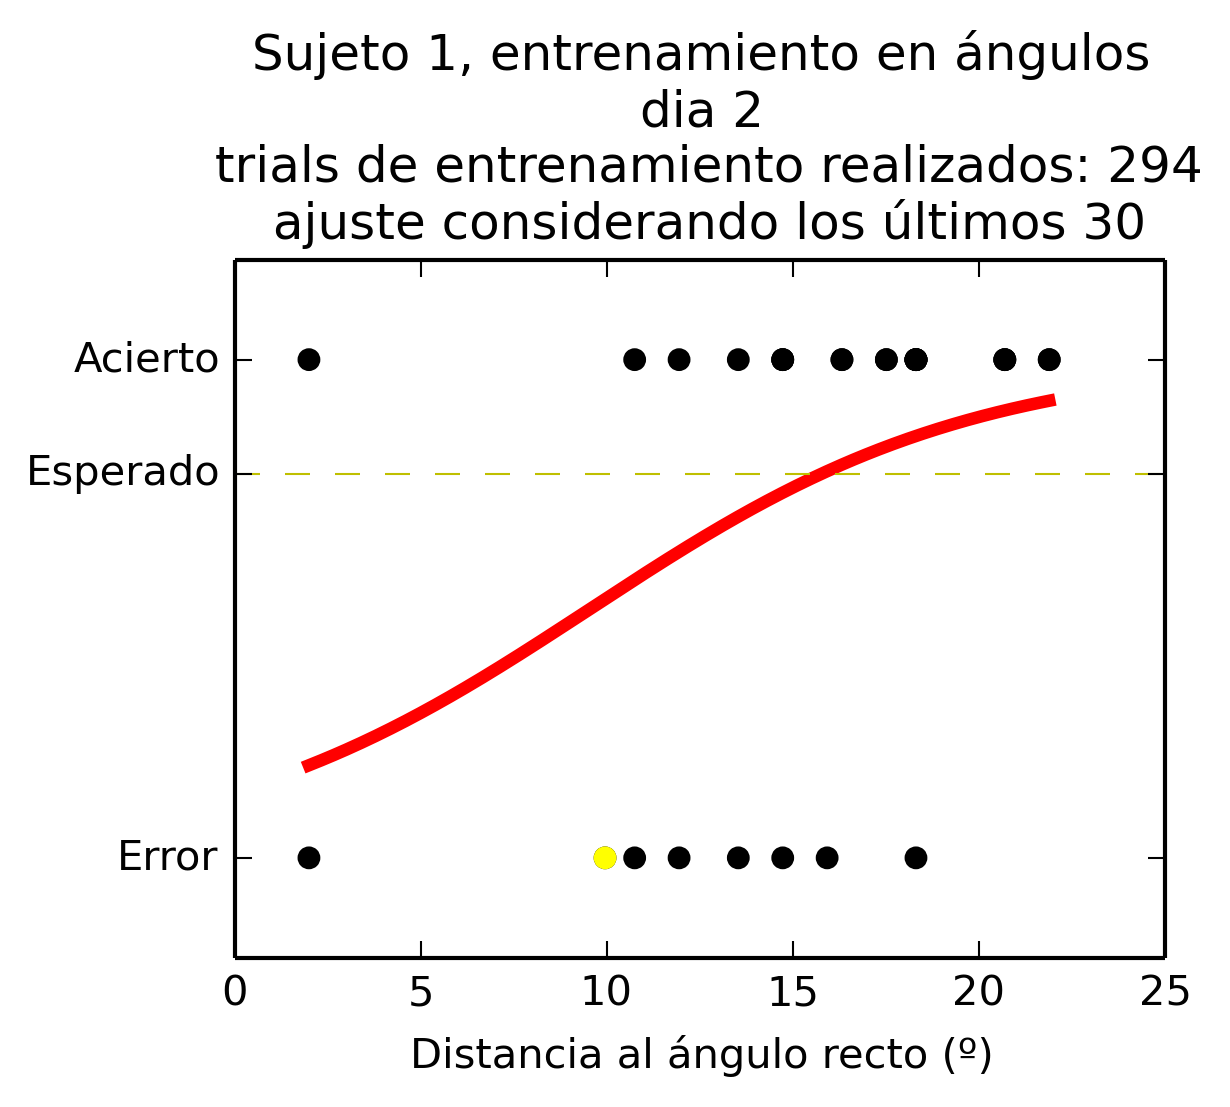 Sujeto 1, entrenamiento en ángulos
dia 2
trials de entrenamiento realizados: 294
ajuste considerando los últimos 30
Acierto
Esperado
Error
0 5 10 15 20 25
Distancia al ángulo recto (º)